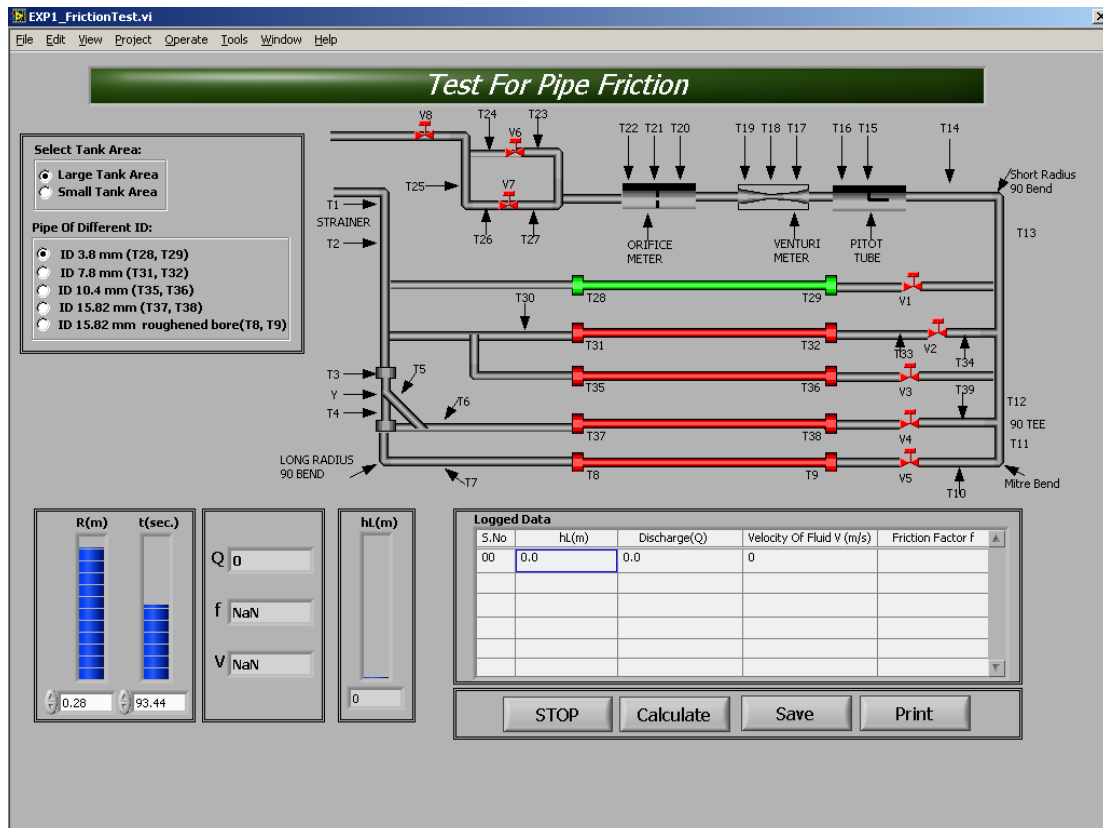 EXP1_FrictionTest.vi
File Edit View Project Operate Tools Window Help
Test For Pipe Friction
Select Tank Area:
Large Tank Area
Small Tank Area
Pipe Of Different ID:
ID 3.8 mm (T28, T29)
ID 7.8 mm (T31, T32)
ID 10.4 mm (T35, T36)
ID 15.82 mm (T37, T38)
ID 15.82 mm roughened bore(T8, T9)
V8
T24 V6 T23
T22 T21 T20 T19 T18 T17 T16 T15 T14
T25
V7
T26 T27
Short Radius
90 Bend
T1
STRAINER
T2
ORIFICE
METER
VENTURI
METER
PITOT
TUBE
T13
T28 T29 V1
T30
T31 T32 T33 V2 T34
T3
T5
T35 T36 V3 T39
Y
T4
T6
T12
90 TEE
T11
T37 T38 V4
LONG RADIUS
90 BEND
T7
T8 T9 V5 T10
Mitre Bend
R(m) t(sec.)
0.28 93.44
Q 0
f NaN
V NaN
hL(m)
0
Logged Data
S.No hL(m) Discharge(Q) Velocity Of Fluid V (m/s) Friction Factor f
00 0.0 0.0 0
STOP Calculate Save Print